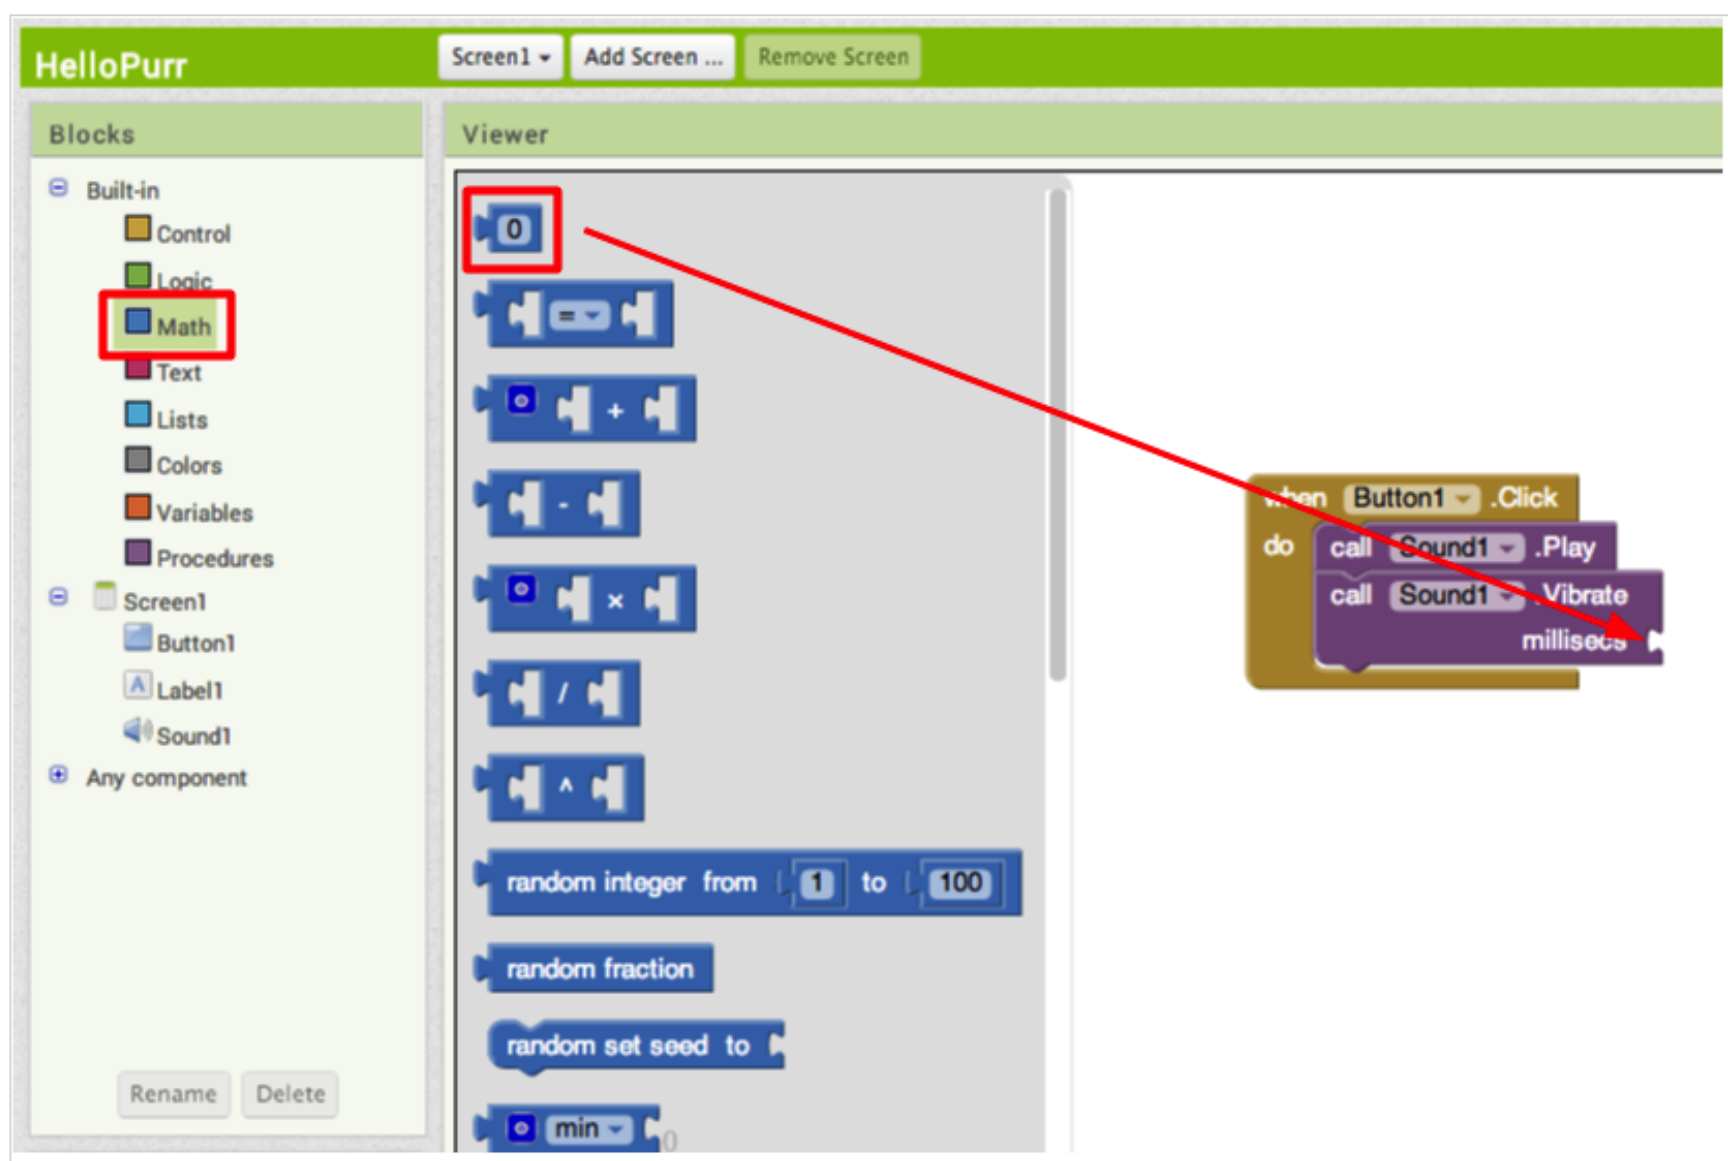 HelloPurr
Screen1
Add Screen ...
Remove Screen
Blocks
Built-in
Control
Logic
Math
Text
Lists
Colors
Variables
Procedures
Screen1
Button1
A Label1
Sound1
Any component
Rename
Delete
Viewer
0
=
+
-
×
/
^
random integer from 1 to 100
random fraction
random set seed to
min
0
when Button1 .Click
do call Sound1 .Play
call Sound1 .Vibrate
millisecs